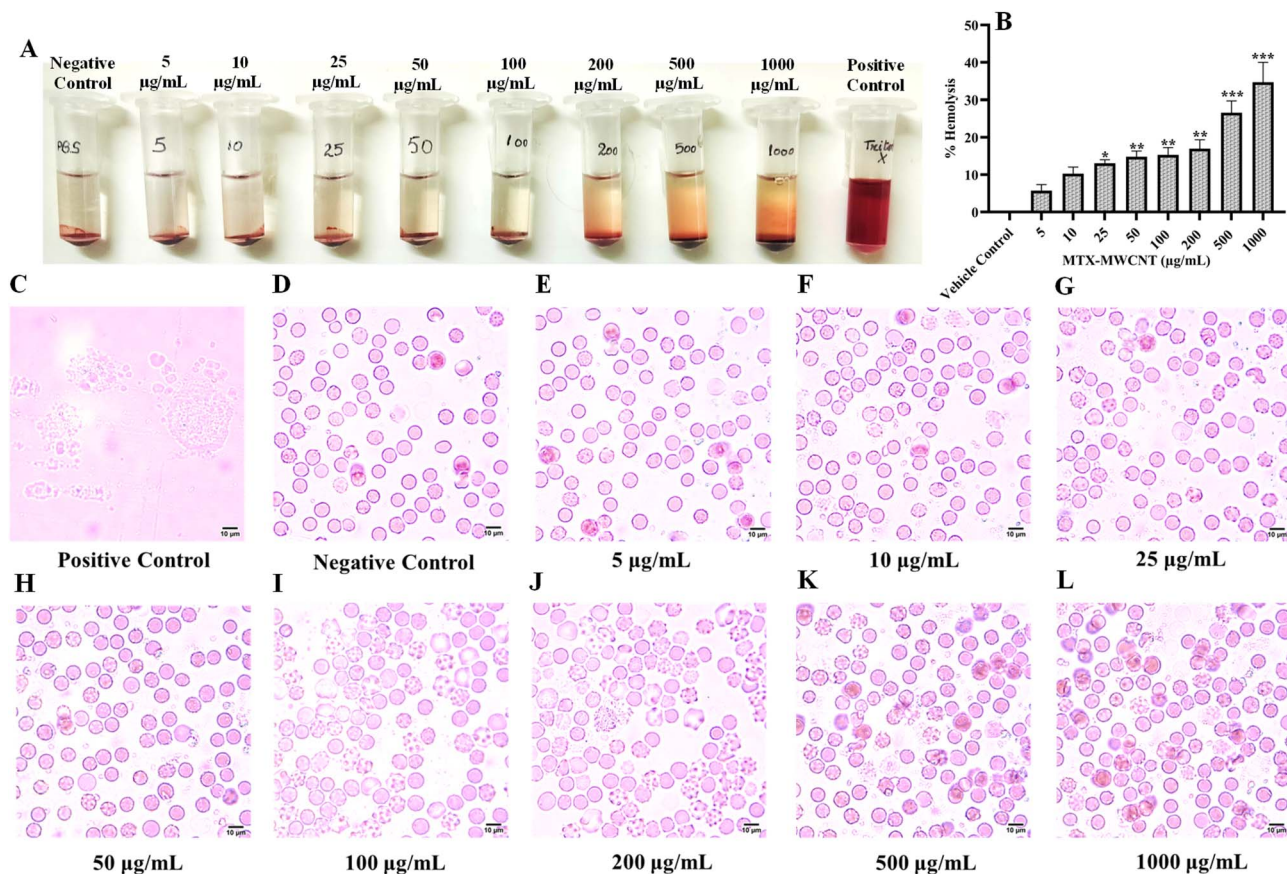 A
Negative Control
5 µg/mL
10 µg/mL
25 µg/mL
50 µg/mL
100 µg/mL
200 µg/mL
500 µg/mL
1000 µg/mL
Positive Control
PBS
5
10
25
50
100
200
500
1000
Triton X
B
% Hemolysis
50
40
30
20
10
0
*
**
**
**
***
***
Vehicle Control
5
10
25
50
100
200
500
1000
MTX-MWCNT (µg/mL)
C
D
E
F
G
10 µm
10 µm
10 µm
10 µm
10 µm
Positive Control
Negative Control
5 µg/mL
10 µg/mL
25 µg/mL
H
I
J
K
L
10 µm
10 µm
10 µm
10 µm
10 µm
50 µg/mL
100 µg/mL
200 µg/mL
500 µg/mL
1000 µg/mL